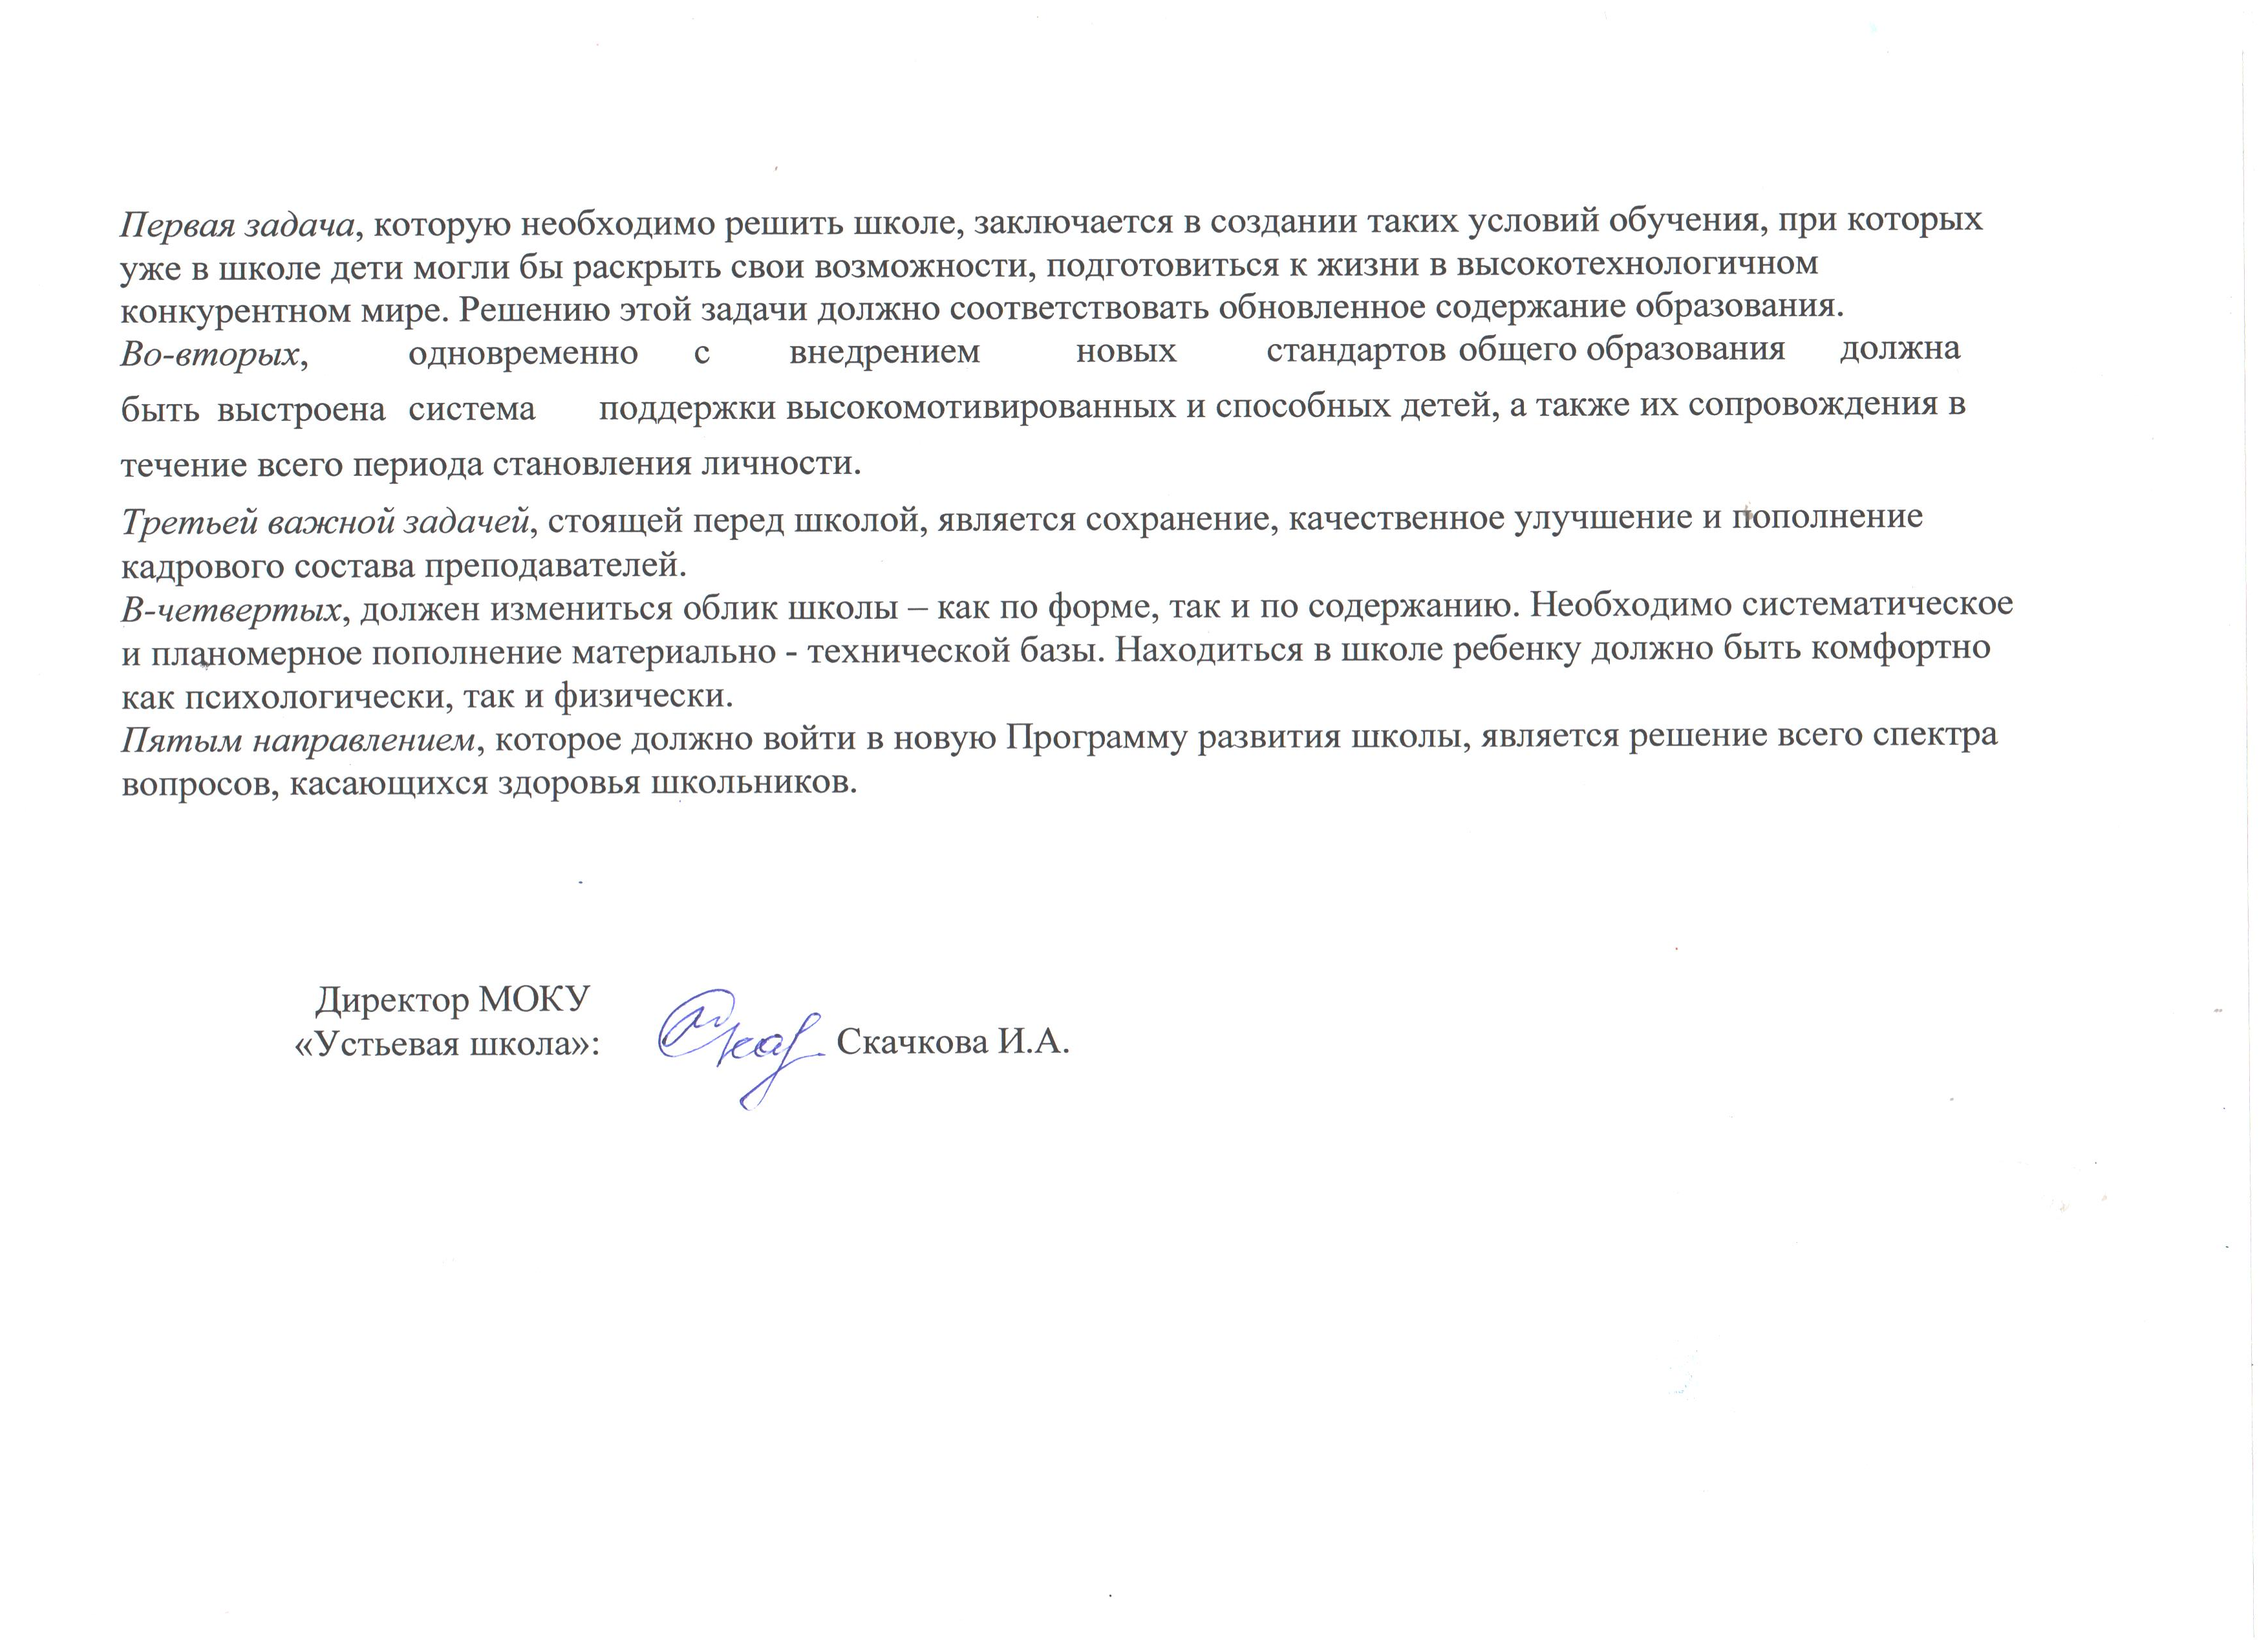 Первая задача, которую необходимо решить школе, заключается в создании таких условий обучения, при которых
уже в школе дети могли бы раскрыть свои возможности, подготовиться к жизни в высокотехнологичном
конкурентном мире. Решению этой задачи должно соответствовать обновленное содержание образования.
Во-вторых, одновременно с внедрением новых стандартов общего образования должна
быть выстроена система поддержки высокомотивированных и способных детей, а также их сопровождения в
течение всего периода становления личности.
Третьей важной задачей, стоящей перед школой, является сохранение, качественное улучшение и пополнение
кадрового состава преподавателей.
В-четвертых, должен измениться облик школы – как по форме, так и по содержанию. Необходимо систематическое
и планомерное пополнение материально - технической базы. Находиться в школе ребенку должно быть комфортно
как психологически, так и физически.
Пятым направлением, которое должно войти в новую Программу развития школы, является решение всего спектра
вопросов, касающихся здоровья школьников.
Директор МОКУ
«Устьевая школа»: Скачкова И.А.